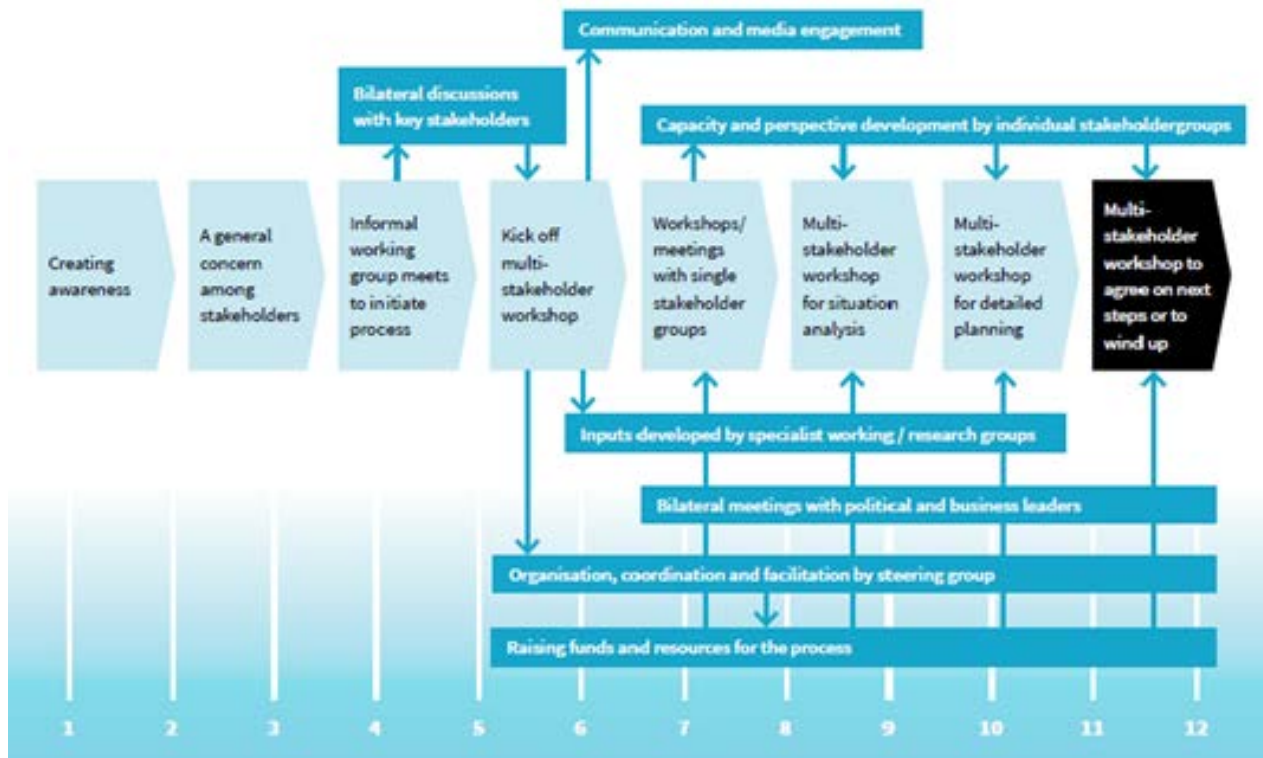 Communication and media engagement
Bilateral discussions
with key stakeholders
Capacity and perspective development by individual stakeholdergroups
Creating
awareness
A general
concern
among
stakeholders
Informal
working
group meets
to initiate
process
Kick off
multi-
stakeholder
workshop
Workshops/
meetings
with single
stakeholder
groups
Multi-
stakeholder
workshop
for situation
analysis
Multi-
stakeholder
workshop
for detailed
planning
Multi-
stakeholder
workshop to
agree on next
steps or to
wind up
Inputs developed by specialist working / research groups
Bilateral meetings with political and business leaders
Organisation, coordination and facilitation by steering group
Raising funds and resources for the process
1 2 3 4 5 6 7 8 9 10 11 12